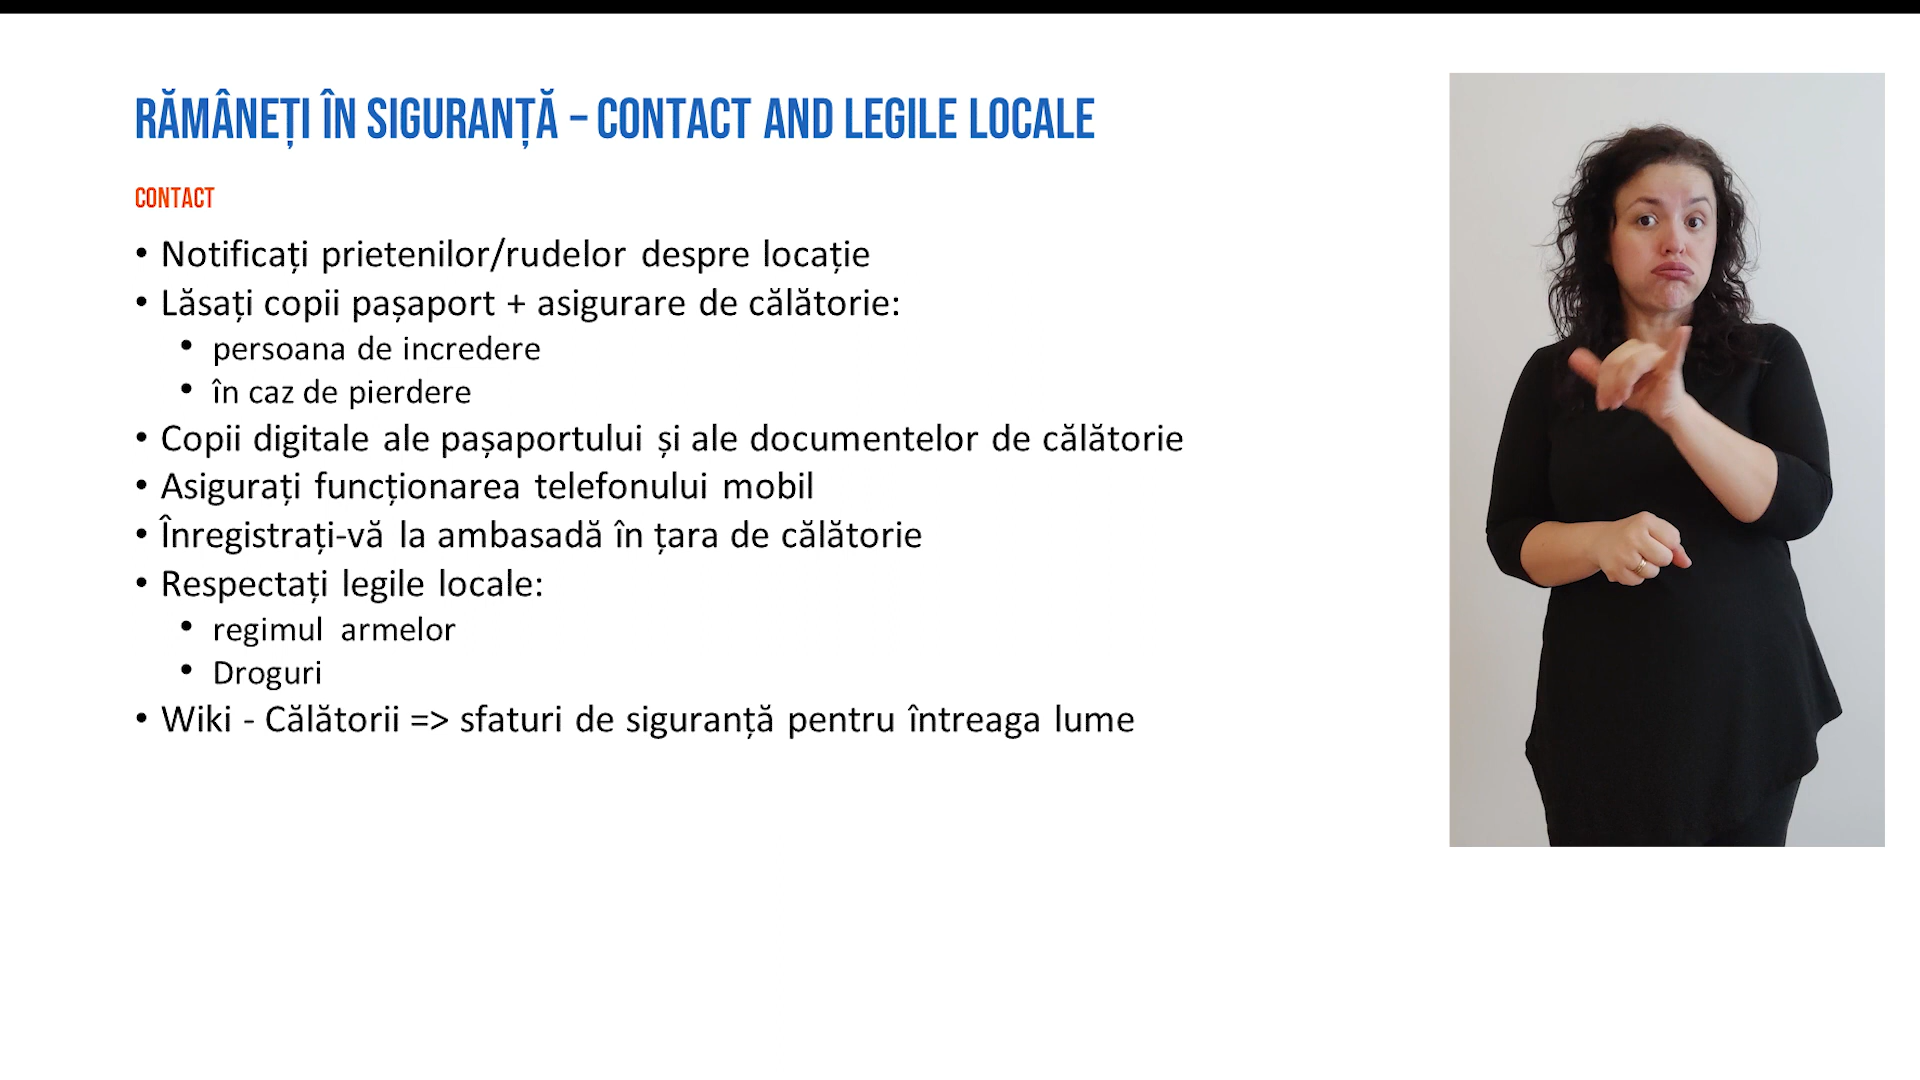 RĂMÂNEȚI ÎN SIGURANȚĂ – CONTACT AND LEGILE LOCALE
CONTACT
• Notificați prietenilor/rudelor despre locație
• Lăsați copii pașaport + asigurare de călătorie:
• persoana de incredere
• în caz de pierdere
• Copii digitale ale pașaportului și ale documentelor de călătorie
• Asigurați funcționarea telefonului mobil
• Înregistrați-vă la ambasadă în țara de călătorie
• Respectați legile locale:
• regimul armelor
• Droguri
• Wiki - Călătorii => sfaturi de siguranță pentru întreaga lume